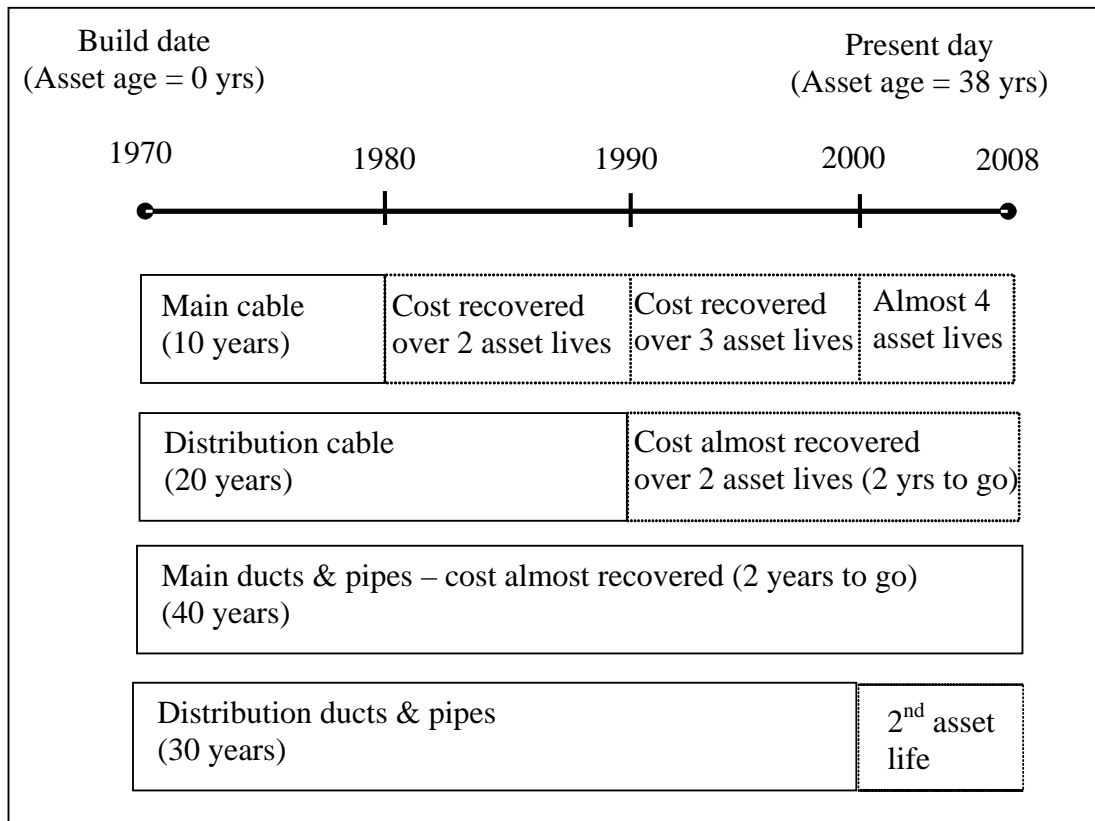 Build date
(Asset age = 0 yrs)
Present day
(Asset age = 38 yrs)
1970
1980
1990
2000
2008
Main cable
(10 years)
Cost recovered
over 2 asset lives
Cost recovered
over 3 asset lives
Almost 4
asset lives
Distribution cable
(20 years)
Cost almost recovered
over 2 asset lives (2 yrs to go)
Main ducts & pipes – cost almost recovered (2 years to go)
(40 years)
Distribution ducts & pipes
(30 years)
2nd asset
life